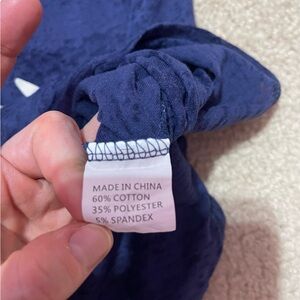 MADE IN CHINA
60% COTTON
35% POLYESTER
5% SPANDEX